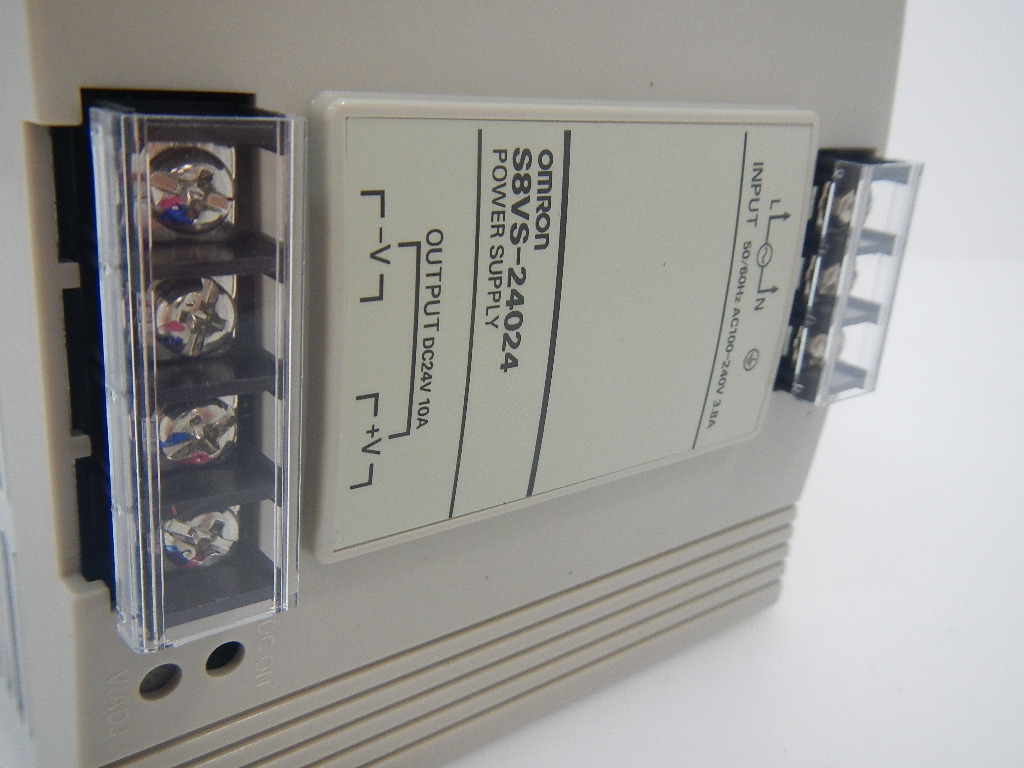 INPUT 50/60Hz AC100-240V 3.8A
L N
OMRON
S8VS-24024
POWER SUPPLY
OUTPUT DC24V 10A
-V +V
DC ON
V.ADJ